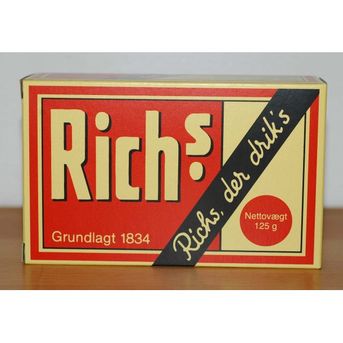 Richs.
Richs, der drik's
Grundlagt 1834
Nettovægt
125 g